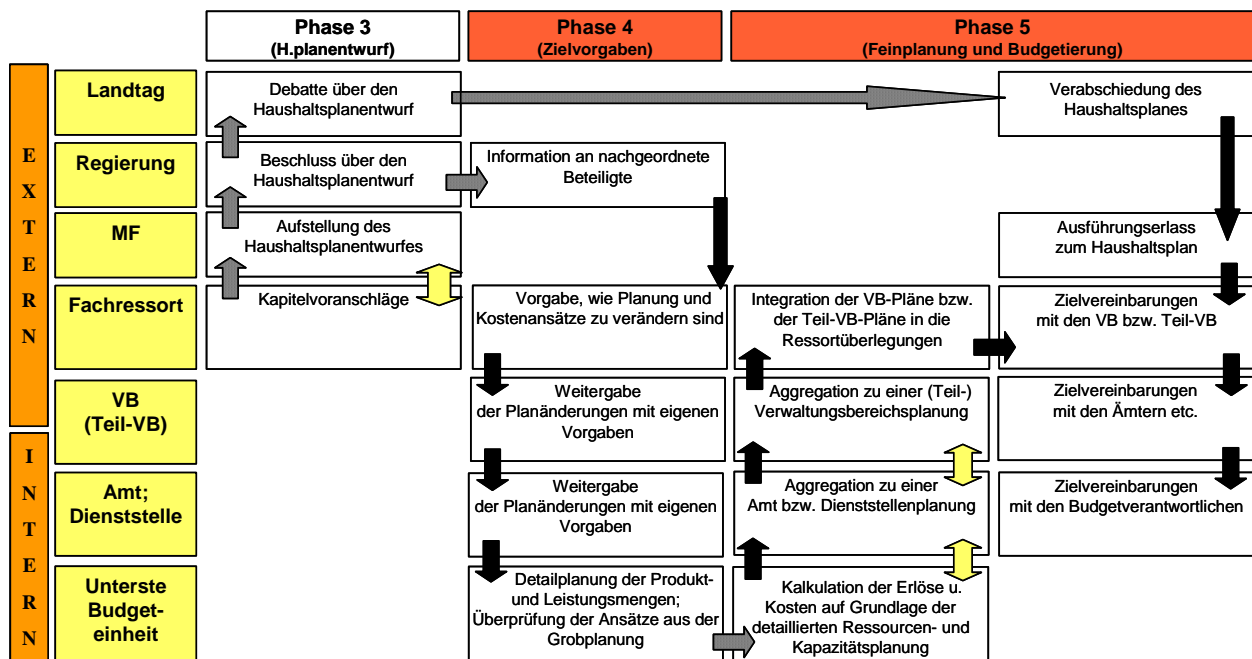 Phase 3
(H.planentwurf)
Phase 4
(Zielvorgaben)
Phase 5
(Feinplanung und Budgetierung)
E
X
T
E
R
N
I
N
T
E
R
N
Landtag
Debatte über den
Haushaltsplanentwurf
Verabschiedung des
Haushaltsplanes
Regierung
Beschluss über den
Haushaltsplanentwurf
Information an nachgeordnete
Beteiligte
MF
Aufstellung des
Haushaltsplanentwurfes
Ausführungserlass
zum Haushaltsplan
Fachressort
Kapitelvoranschläge
Vorgabe, wie Planung und
Kostenansätze zu verändern sind
Integration der VB-Pläne bzw.
der Teil-VB-Pläne in die
Ressortüberlegungen
Zielvereinbarungen
mit den VB bzw. Teil-VB
VB
(Teil-VB)
Weitergabe
der Planänderungen mit eigenen
Vorgaben
Aggregation zu einer (Teil-)
Verwaltungsbereichsplanung
Zielvereinbarungen
mit den Ämtern etc.
Amt;
Dienststelle
Weitergabe
der Planänderungen mit eigenen
Vorgaben
Aggregation zu einer
Amt bzw. Dienststellenplanung
Zielvereinbarungen
mit den Budgetverantwortlichen
Unterste
Budget-
einheit
Detailplanung der Produkt-
und Leistungsmengen;
Überprüfung der Ansätze aus der
Grobplanung
Kalkulation der Erlöse u.
Kosten auf Grundlage der
detaillierten Ressourcen- und
Kapazitätsplanung